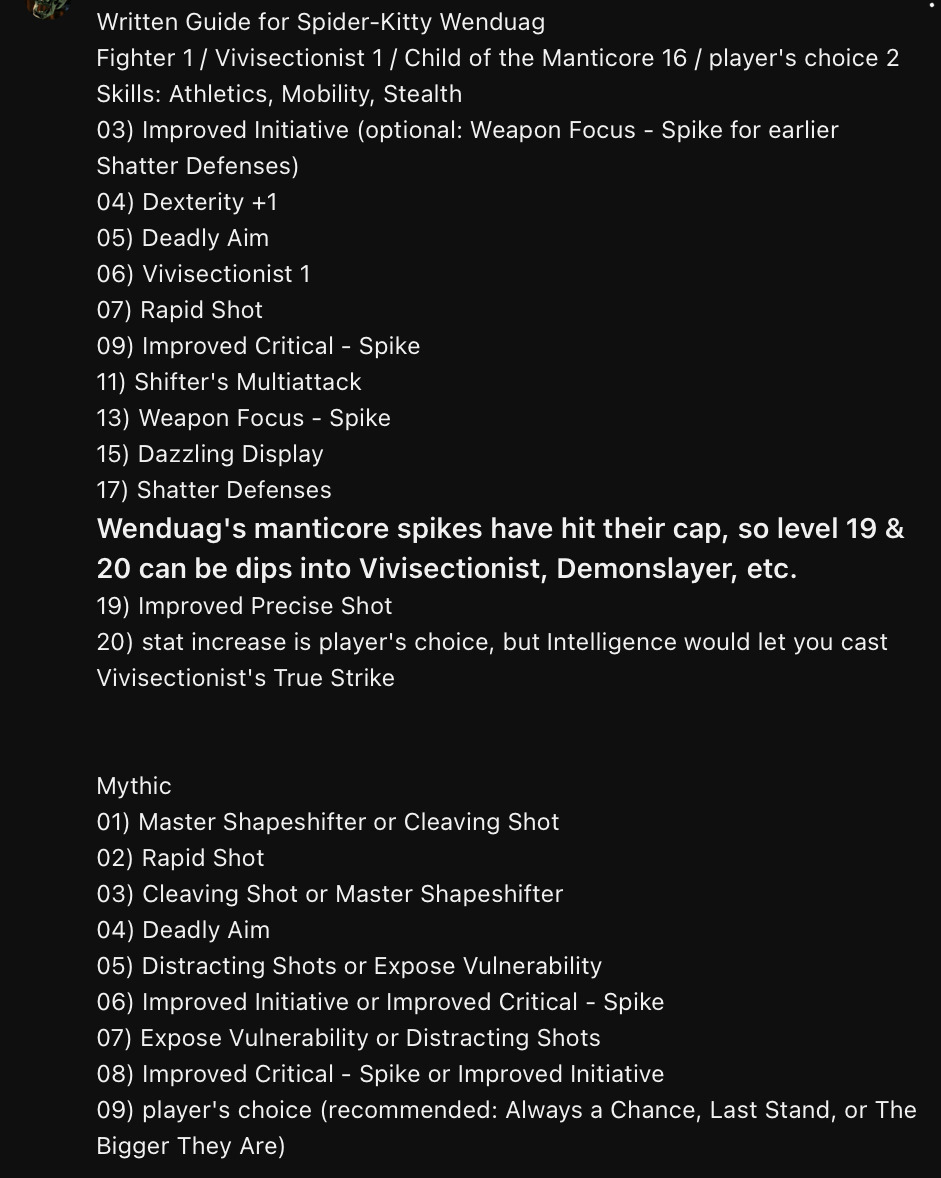 Written Guide for Spider-Kitty Wenduag
Fighter 1 / Vivisectionist 1 / Child of the Manticore 16 / player's choice 2
Skills: Athletics, Mobility, Stealth
03) Improved Initiative (optional: Weapon Focus - Spike for earlier
Shatter Defenses)
04) Dexterity +1
05) Deadly Aim
06) Vivisectionist 1
07) Rapid Shot
09) Improved Critical - Spike
11) Shifter's Multiattack
13) Weapon Focus - Spike
15) Dazzling Display
17) Shatter Defenses
Wenduag's manticore spikes have hit their cap, so level 19 &
20 can be dips into Vivisectionist, Demonslayer, etc.
19) Improved Precise Shot
20) stat increase is player's choice, but Intelligence would let you cast
Vivisectionist's True Strike
Mythic
01) Master Shapeshifter or Cleaving Shot
02) Rapid Shot
03) Cleaving Shot or Master Shapeshifter
04) Deadly Aim
05) Distracting Shots or Expose Vulnerability
06) Improved Initiative or Improved Critical - Spike
07) Expose Vulnerability or Distracting Shots
08) Improved Critical - Spike or Improved Initiative
09) player's choice (recommended: Always a Chance, Last Stand, or The
Bigger They Are)